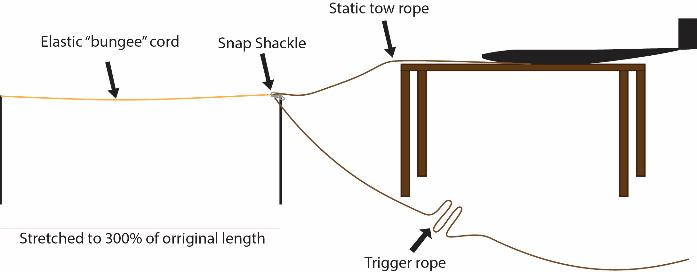 Static tow rope
Elastic "bungee" cord
Snap Shackle
Stretched to 300% of orriginal length
Trigger rope